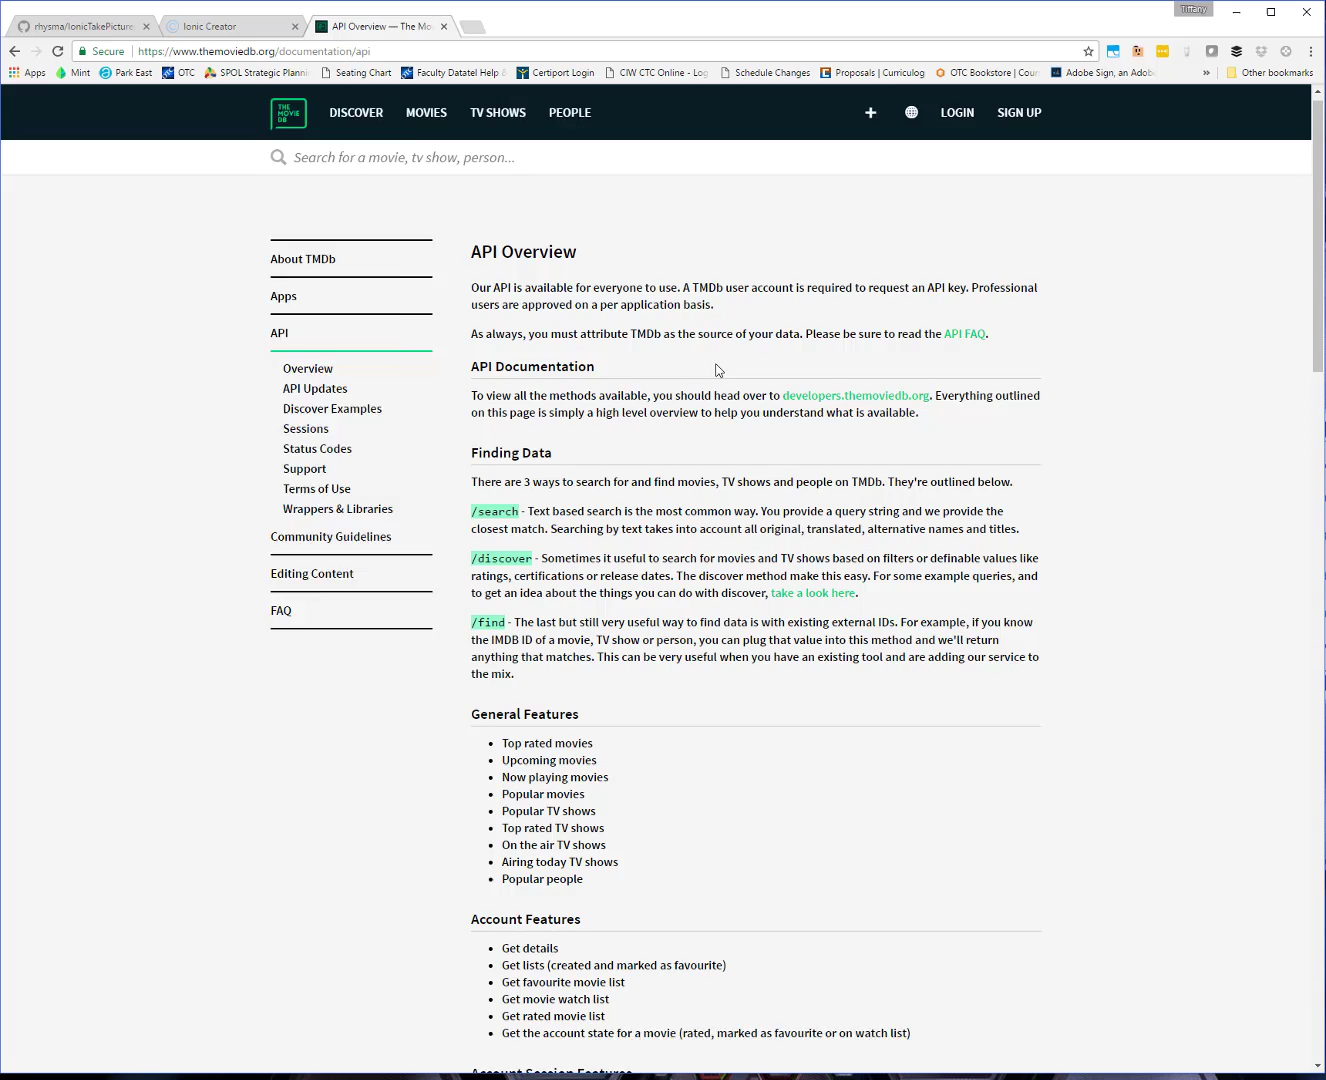 Tiffany
rhysma/IonicTakePicture:
Ionic Creator
API Overview — The Mo
Secure https://www.themoviedb.org/documentation/api
Apps Mint Park East OTC SPOL Strategic Planni Seating Chart Faculty Datatel Help & Certiport Login CIW CTC Online - Log Schedule Changes Proposals | Curriculog OTC Bookstore | Cour Adobe Sign, an Adob » Other bookmarks
THE
MOVIE
DB
DISCOVER MOVIES TV SHOWS PEOPLE LOGIN SIGN UP
Search for a movie, tv show, person...
About TMDb
Apps
API
Overview
API Updates
Discover Examples
Sessions
Status Codes
Support
Terms of Use
Wrappers & Libraries
Community Guidelines
Editing Content
FAQ
API Overview
Our API is available for everyone to use. A TMDb user account is required to request an API key. Professional
users are approved on a per application basis.
As always, you must attribute TMDb as the source of your data. Please be sure to read the API FAQ.
API Documentation
To view all the methods available, you should head over to developers.themoviedb.org. Everything outlined
on this page is simply a high level overview to help you understand what is available.
Finding Data
There are 3 ways to search for and find movies, TV shows and people on TMDb. They're outlined below.
/search - Text based search is the most common way. You provide a query string and we provide the
closest match. Searching by text takes into account all original, translated, alternative names and titles.
/discover - Sometimes it useful to search for movies and TV shows based on filters or definable values like
ratings, certifications or release dates. The discover method make this easy. For some example queries, and
to get an idea about the things you can do with discover, take a look here.
/find - The last but still very useful way to find data is with existing external IDs. For example, if you know
the IMDB ID of a movie, TV show or person, you can plug that value into this method and we'll return
anything that matches. This can be very useful when you have an existing tool and are adding our service to
the mix.
General Features
• Top rated movies
• Upcoming movies
• Now playing movies
• Popular movies
• Popular TV shows
• Top rated TV shows
• On the air TV shows
• Airing today TV shows
• Popular people
Account Features
• Get details
• Get lists (created and marked as favourite)
• Get favourite movie list
• Get movie watch list
• Get rated movie list
• Get the account state for a movie (rated, marked as favourite or on watch list)
Account Session Features